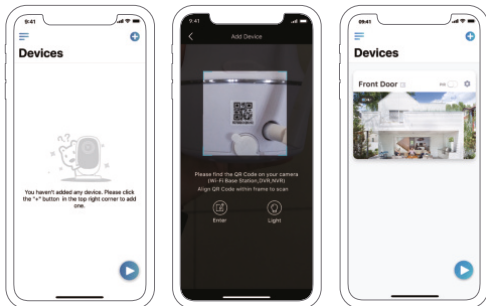 9:41
Devices
You haven't added any device. Please click
the "+" button in the top right corner to add
one.
9:41
Add Device
Please find the QR Code on your camera
(Wi-Fi Base Station,DVR,NVR)
Align QR Code within frame to scan
Enter
Light
09:41
Devices
Front Door